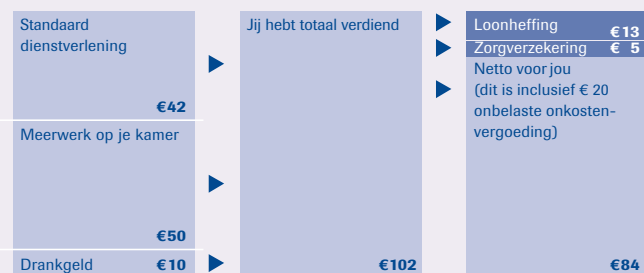 Standaard
dienstverlening
€42
Meerwerk op je kamer
€50
Drankgeld €10
Jij hebt totaal verdiend
€102
Loonheffing €13
Zorgverzekering € 5
Netto voor jou
(dit is inclusief € 20
onbelaste onkosten-
vergoeding)
€84